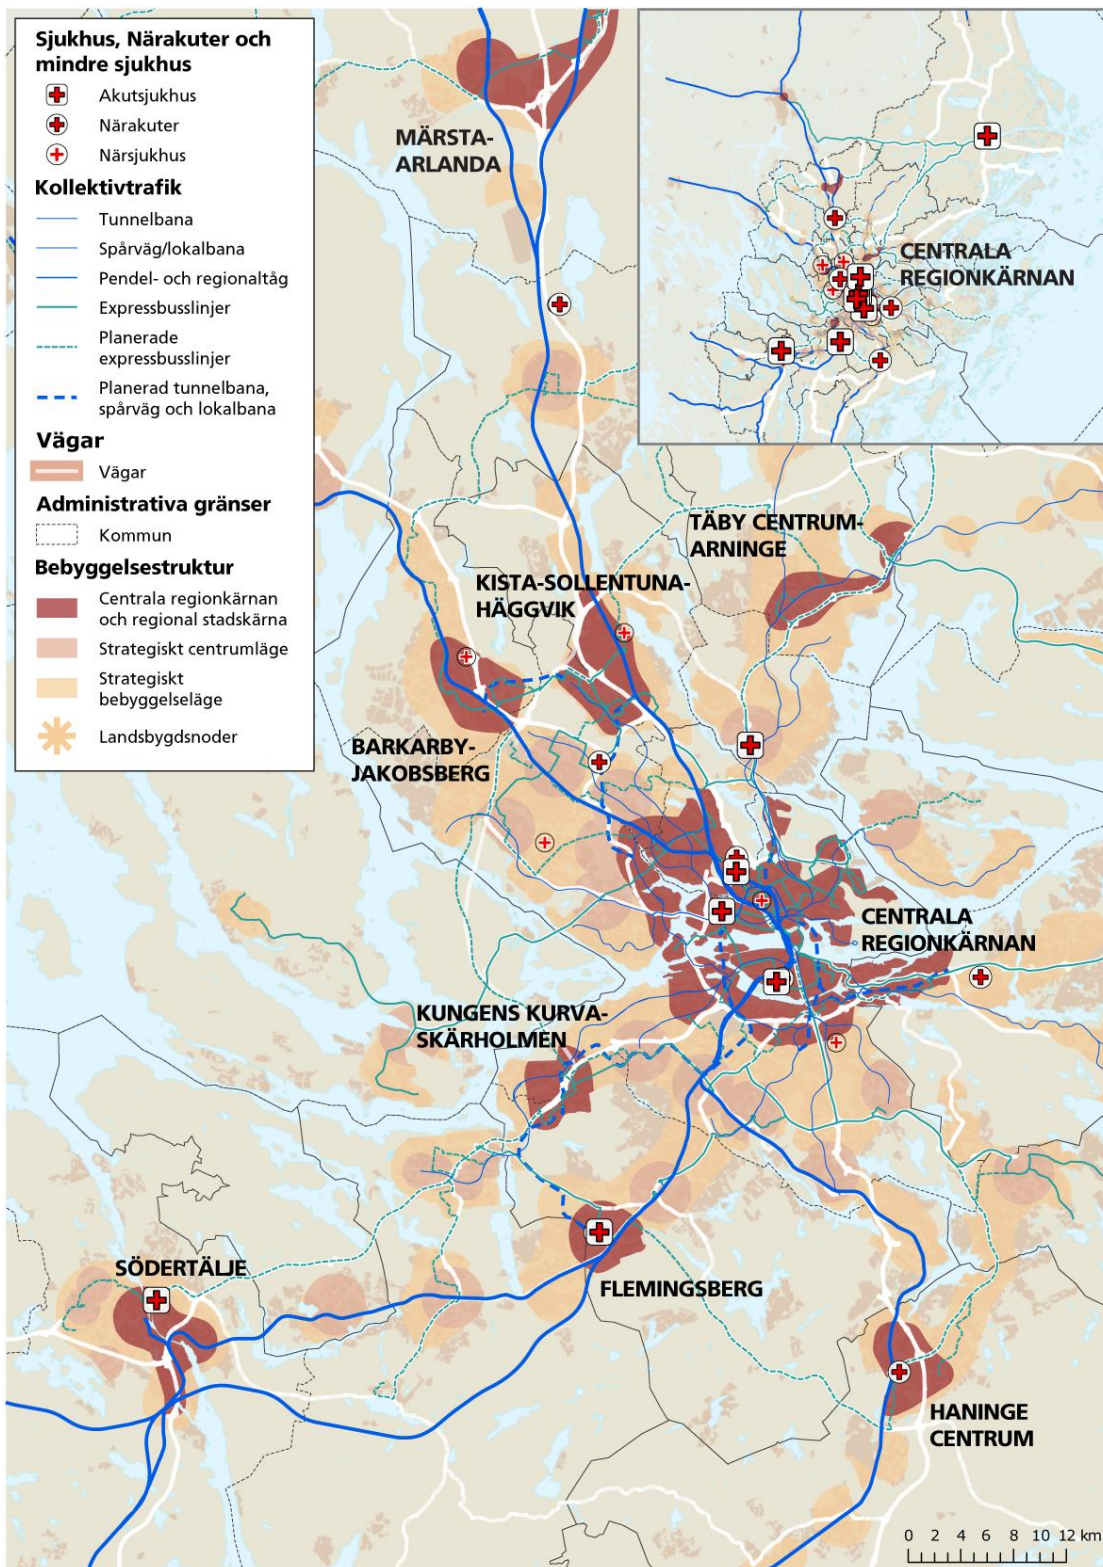 Sjukhus, Närakuter och
mindre sjukhus
Akutsjukhus
Närakuter
Närsjukhus
Kollektivtrafik
Tunnelbana
Spårväg/lokalbana
Pendel- och regionaltåg
Expressbusslinjer
Planerade
expressbusslinjer
Planerad tunnelbana,
spårväg och lokalbana
Vägar
Vägar
Administrativa gränser
Kommun
Bebyggelsestruktur
Centrala regionkärnan
och regional stadskärna
Strategiskt centrumläge
Strategiskt
bebyggelseläge
Landsbygdsnoder
CENTRALA
REGIONKÄRNAN
MÄRSTA-
ARLANDA
TÄBY CENTRUM-
ARNINGE
KISTA-SOLLENTUNA-
HÄGGVIK
BARKARBY-
JAKOBSBERG
CENTRALA
REGIONKÄRNAN
KUNGENS KURVA-
SKÄRHOLMEN
SÖDERTÄLJE
FLEMINGSBERG
HANINGE
CENTRUM
0 2 4 6 8 10 12 km